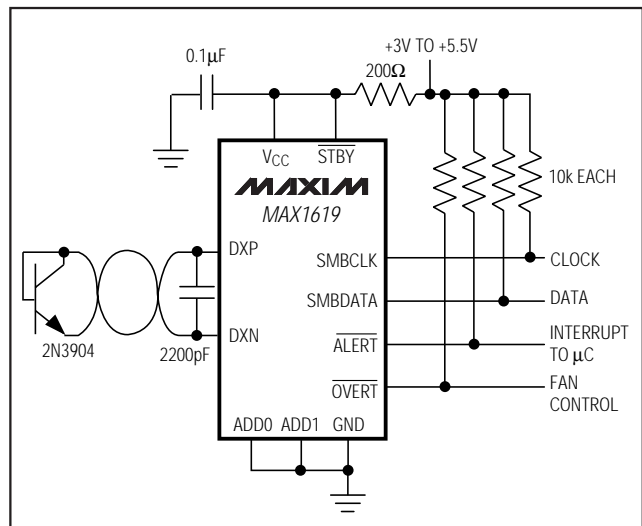 +3V TO +5.5V
0.1μF
200Ω
VCC
STBY
10k EACH
MAXIM
MAX1619
DXP
SMBCLK
CLOCK
SMBDATA
DATA
DXN
ALERT
INTERRUPT
TO μC
2N3904
2200pF
OVERT
FAN
CONTROL
ADD0 ADD1 GND